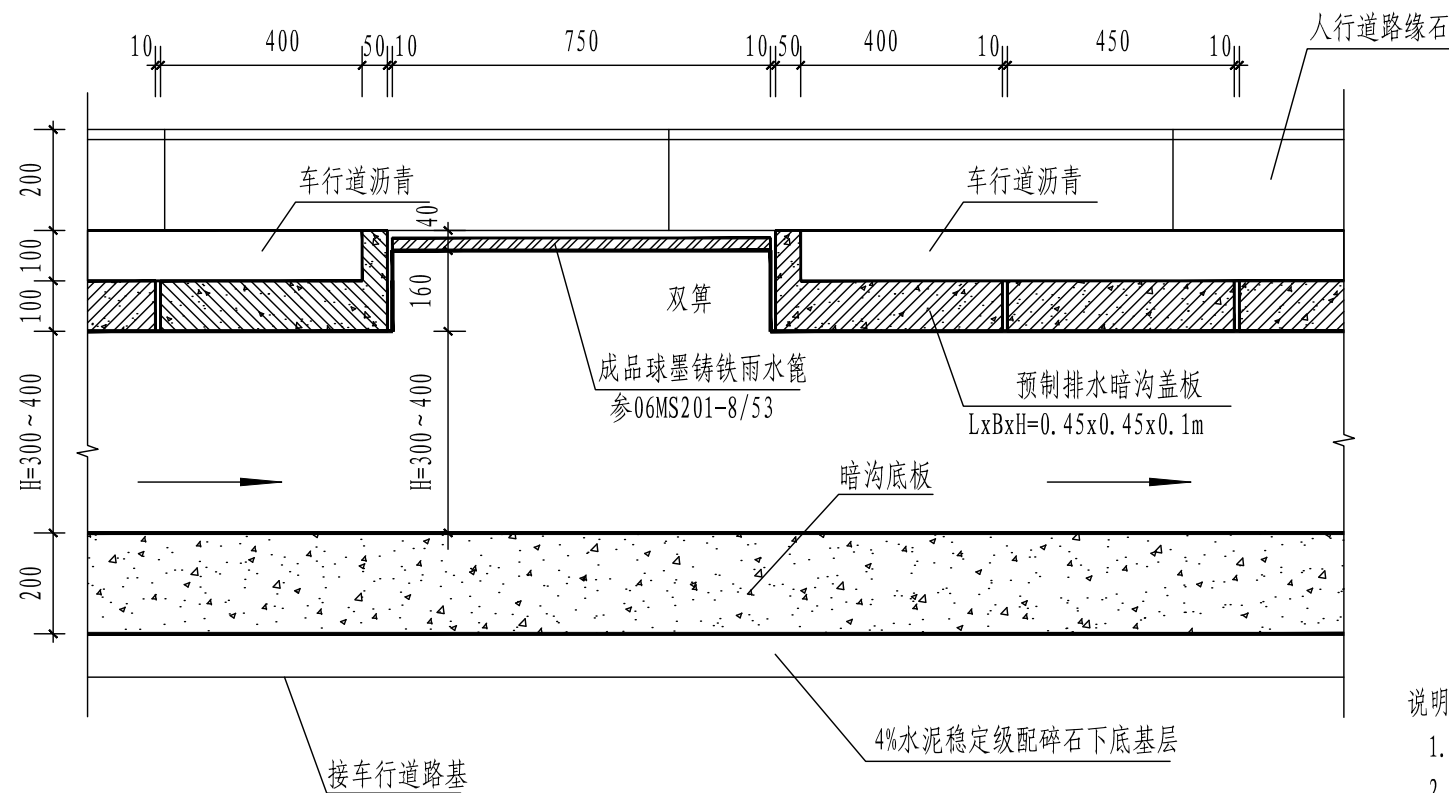 人行道路缘石
10 400 50 10 750 10 50 400 10 450 10
200
车行道沥青
车行道沥青
40
100
100
160
双箅
成品球墨铸铁雨水篦
参06MS201-8/53
预制排水暗沟盖板
LxBxH=0.45x0.45x0.1m
H=300~400
H=300~400
暗沟底板
200
4%水泥稳定级配碎石下底基层
接车行道路基
说明
1.
2